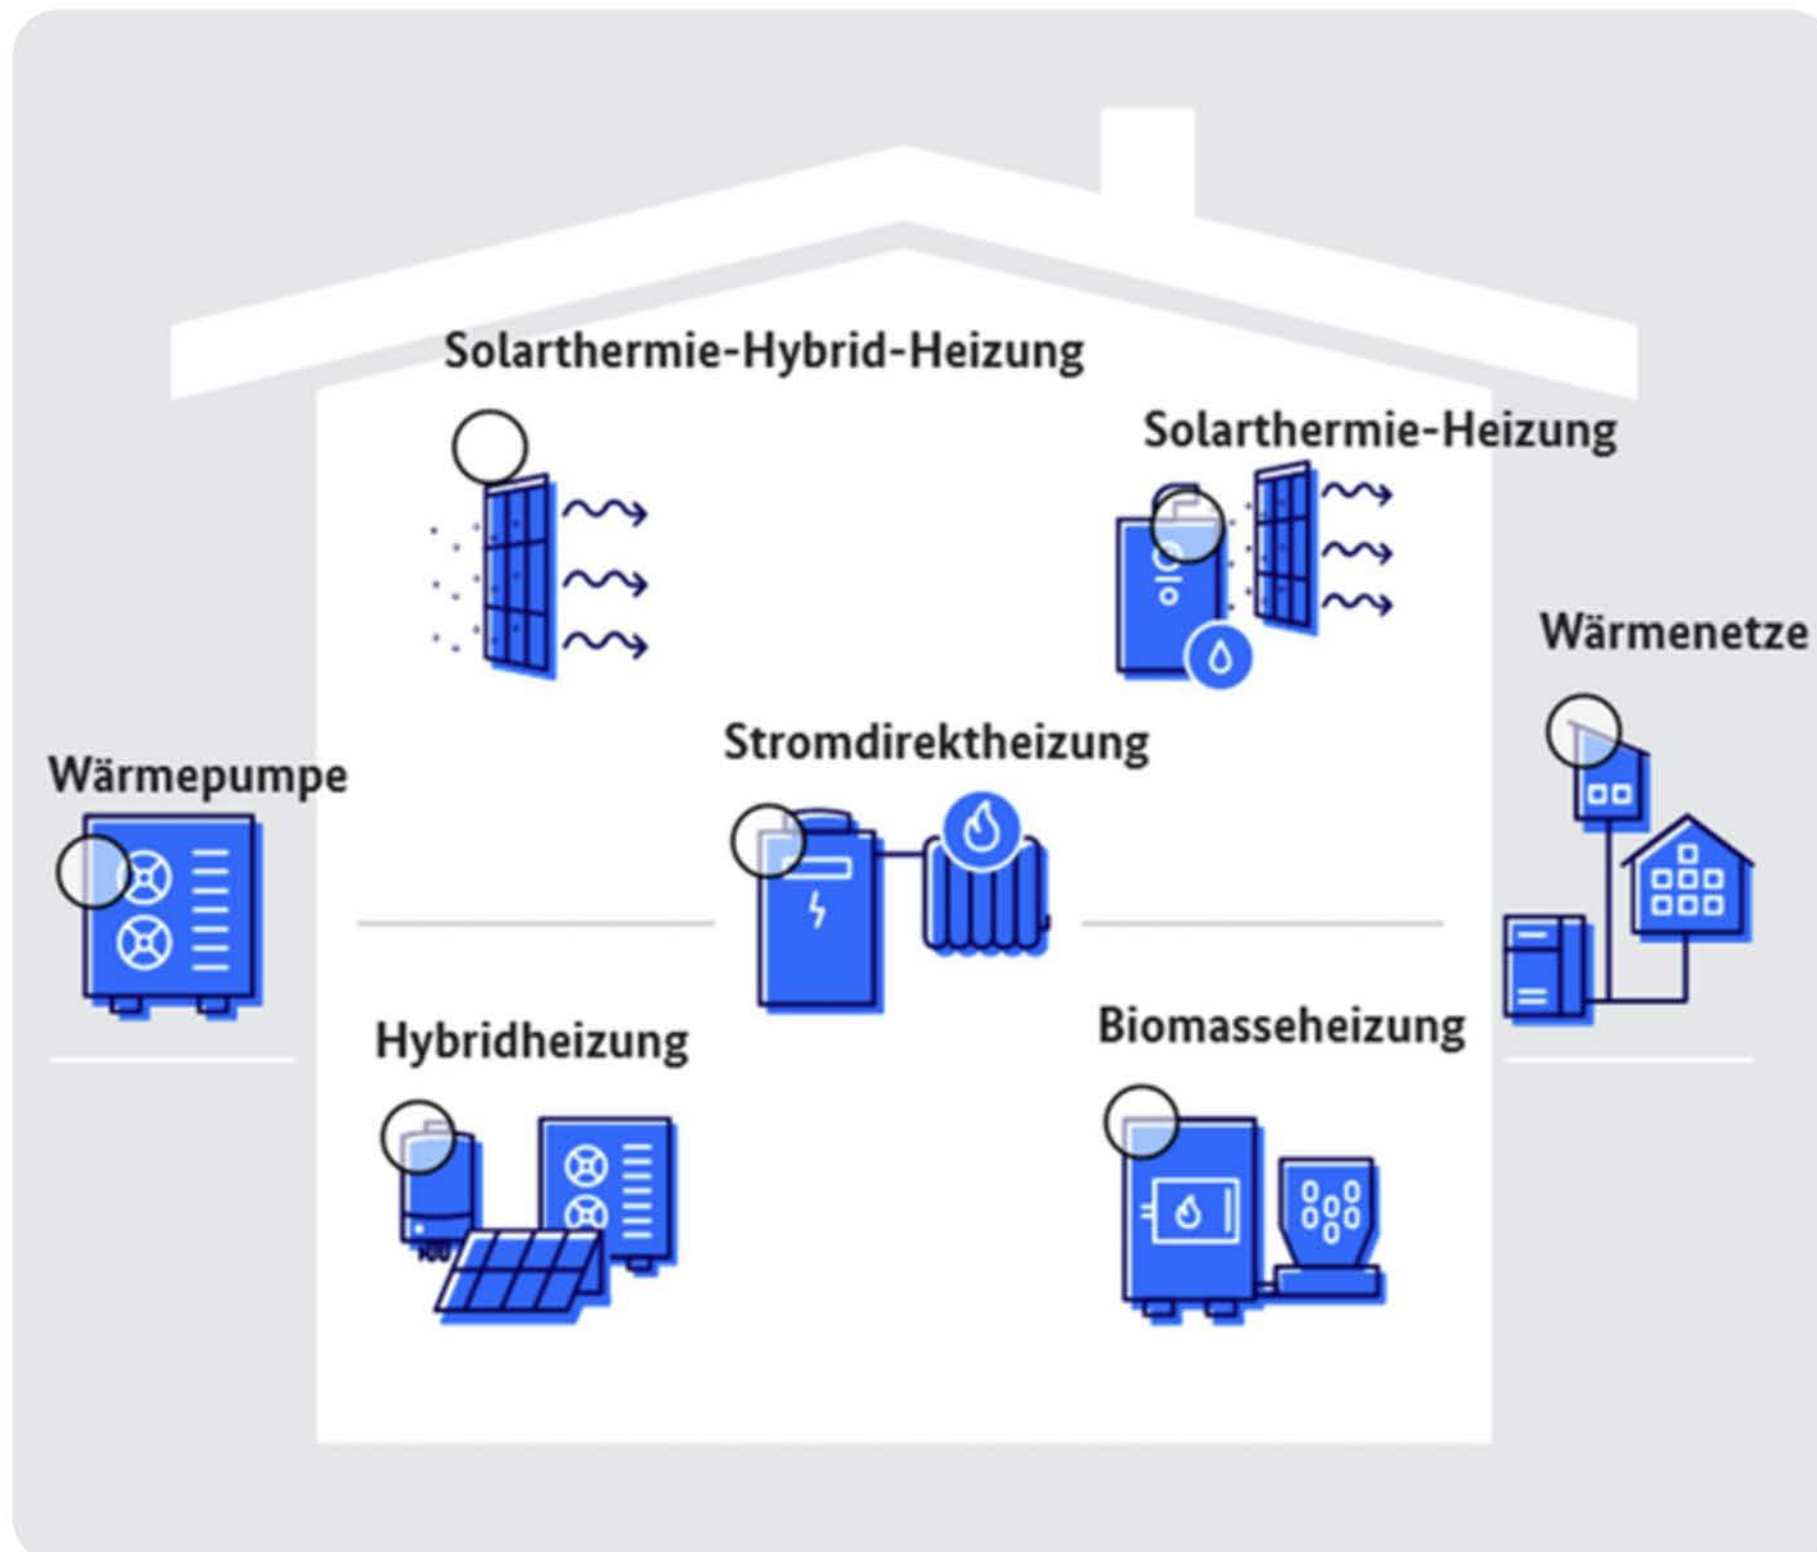 Solarthermie-Hybrid-Heizung
Solarthermie-Heizung
Wärmenetze
Stromdirektheizung
Wärmepumpe
Biomasseheizung
Hybridheizung